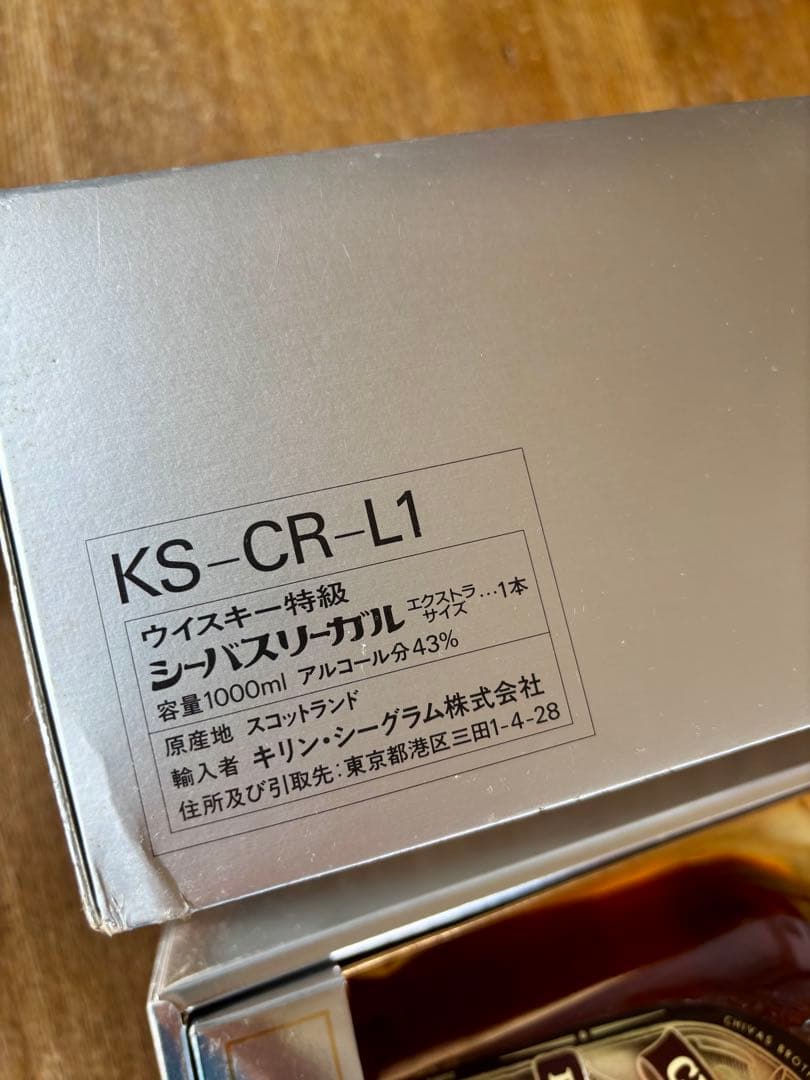 KS-CR-L1
ウイスキー特級
シーバスリーガル エクストラサイズ…1本
容量1000ml アルコール分43%
原産地 スコットランド
輸入者 キリン・シーグラム株式会社
住所及び引取先:東京都港区三田1-4-28
CHIVAS BRO